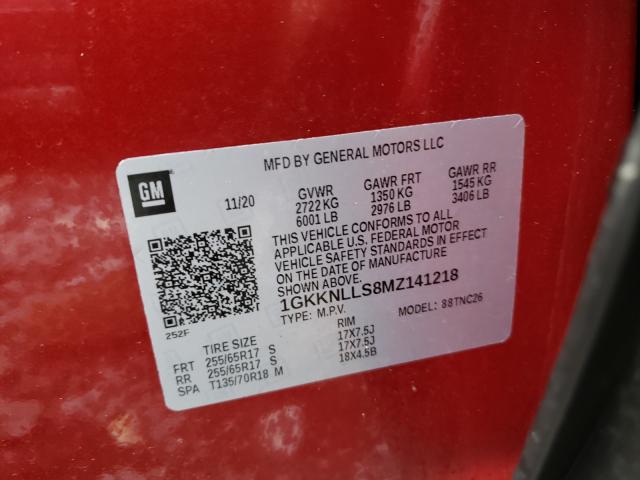 MFD BY GENERAL MOTORS LLC
GM
11/20 GVWR GAWR FRT GAWR RR
2722 KG 1350 KG 1545 KG
6001 LB 2976 LB 3406 LB
THIS VEHICLE CONFORMS TO ALL
APPLICABLE U.S. FEDERAL MOTOR
VEHICLE SAFETY STANDARDS IN EFFECT
ON THE DATE OF MANUFACTURE
SHOWN ABOVE.
1GKKNLLS8MZ141218
TYPE: M.P.V. MODEL: 88TNC26
252F
TIRE SIZE RIM
FRT 255/65R17 S 17X7.5J
RR 255/65R17 S 17X7.5J
SPA T135/70R18 M 18X4.5B